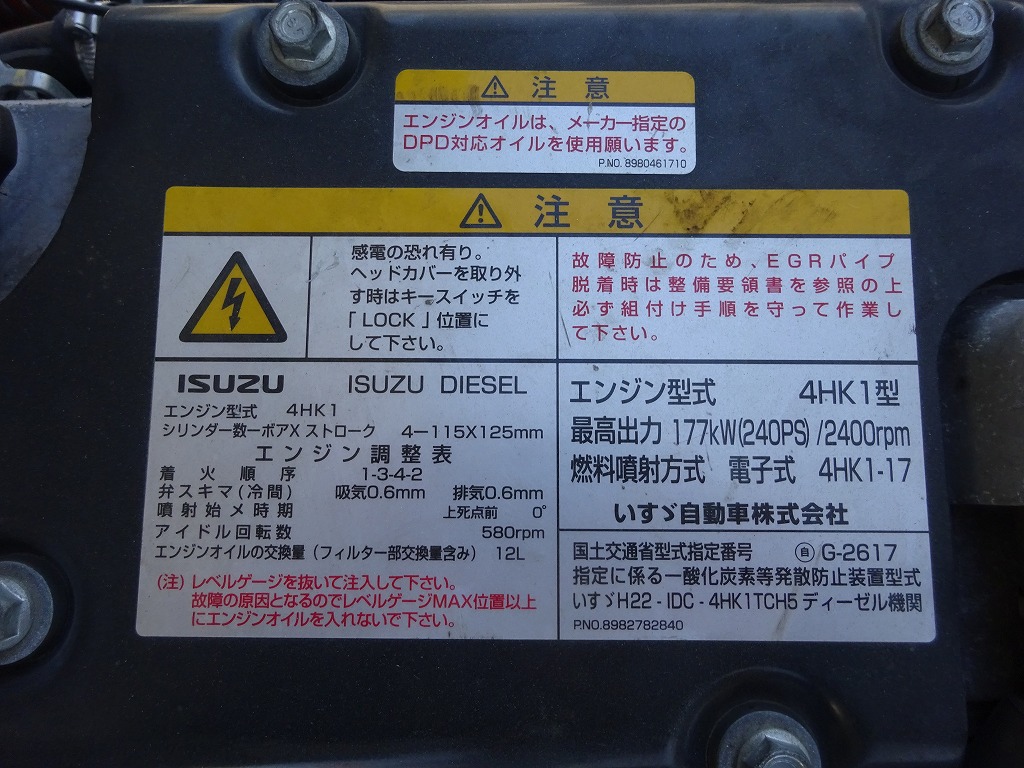 ⚠ 注意
エンジンオイルは、メーカー指定の
DPD対応オイルを使用願います。
P.NO. 8980461710
⚠ 注意
感電の恐れ有り。
ヘッドカバーを取り外
す時はキースイッチを
「LOCK」位置に
して下さい。
故障防止のため、EGRパイプ
脱着時は整備要領書を参照の上
必ず組付け手順を守って作業し
て下さい。
ISUZU ISUZU DIESEL
エンジン型式 4HK1
シリンダー数ーボアX ストローク 4ー115X125mm
エンジン調整表
着火順序 1-3-4-2
弁スキマ(冷間) 吸気0.6mm 排気0.6mm
噴射始メ時期 上死点前 0°
アイドル回転数 580rpm
エンジンオイルの交換量(フィルター部交換量含み) 12L
(注)レベルゲージを抜いて注入して下さい。
故障の原因となるのでレベルゲージMAX位置以上
にエンジンオイルを入れないで下さい。
エンジン型式 4HK1型
最高出力 177kW(240PS)/2400rpm
燃料噴射方式 電子式 4HK1-17
いすゞ自動車株式会社
国土交通省型式指定番号 ㊀自 G-2617
指定に係る一酸化炭素等発散防止装置型式
いすゞH22-IDC-4HK1TCH5 ディーゼル機関
P.NO.8982782840